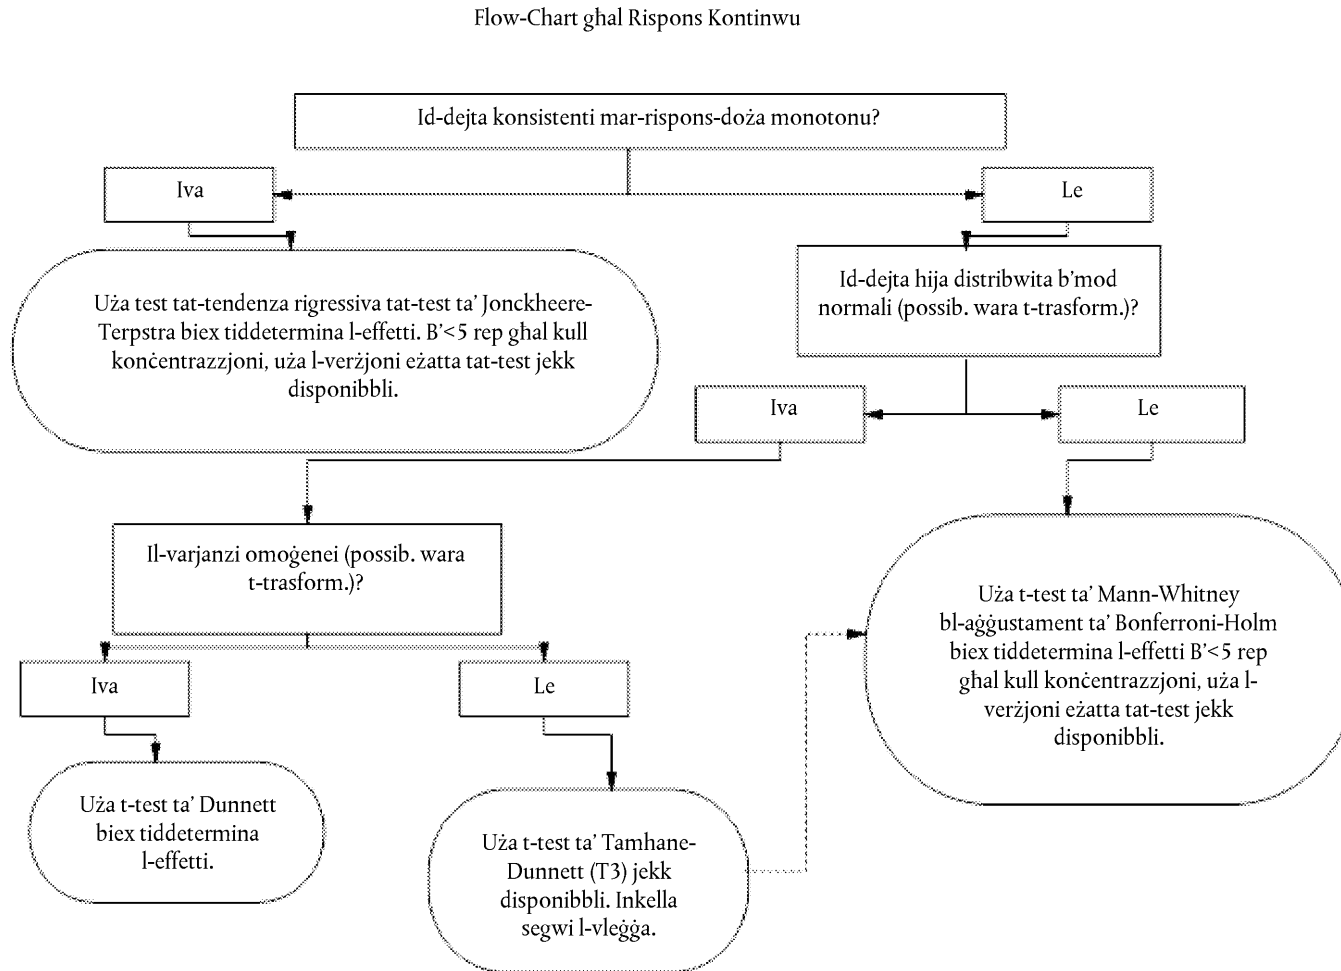 Flow-Chart għal Rispons Kontinwu
Id-dejta konsistenti mar-rispons-doża monotonu?
Iva
Le
Uża test tat-tendenza rigressiva tat-test ta’ Jonckheere-
Terpstra biex tiddetermina l-effetti. B’<5 rep għal kull
konċentrazzjoni, uża l-verżjoni eżatta tat-test jekk
disponibbli.
Id-dejta hija distribwita b’mod
normali (possib. wara t-trasform.)?
Iva
Le
Il-varjanzi omoġenei (possib. wara
t-trasform.)?
Iva
Le
Uża t-test ta’ Mann-Whitney
bl-aġġustament ta’ Bonferroni-Holm
biex tiddetermina l-effetti B’<5 rep
għal kull konċentrazzjoni, uża l-
verżjoni eżatta tat-test jekk
disponibbli.
Uża t-test ta’ Dunnett
biex tiddetermina
l-effetti.
Uża t-test ta’ Tamhane-
Dunnett (T3) jekk
disponibbli. Inkella
segwi l-vleġġa.